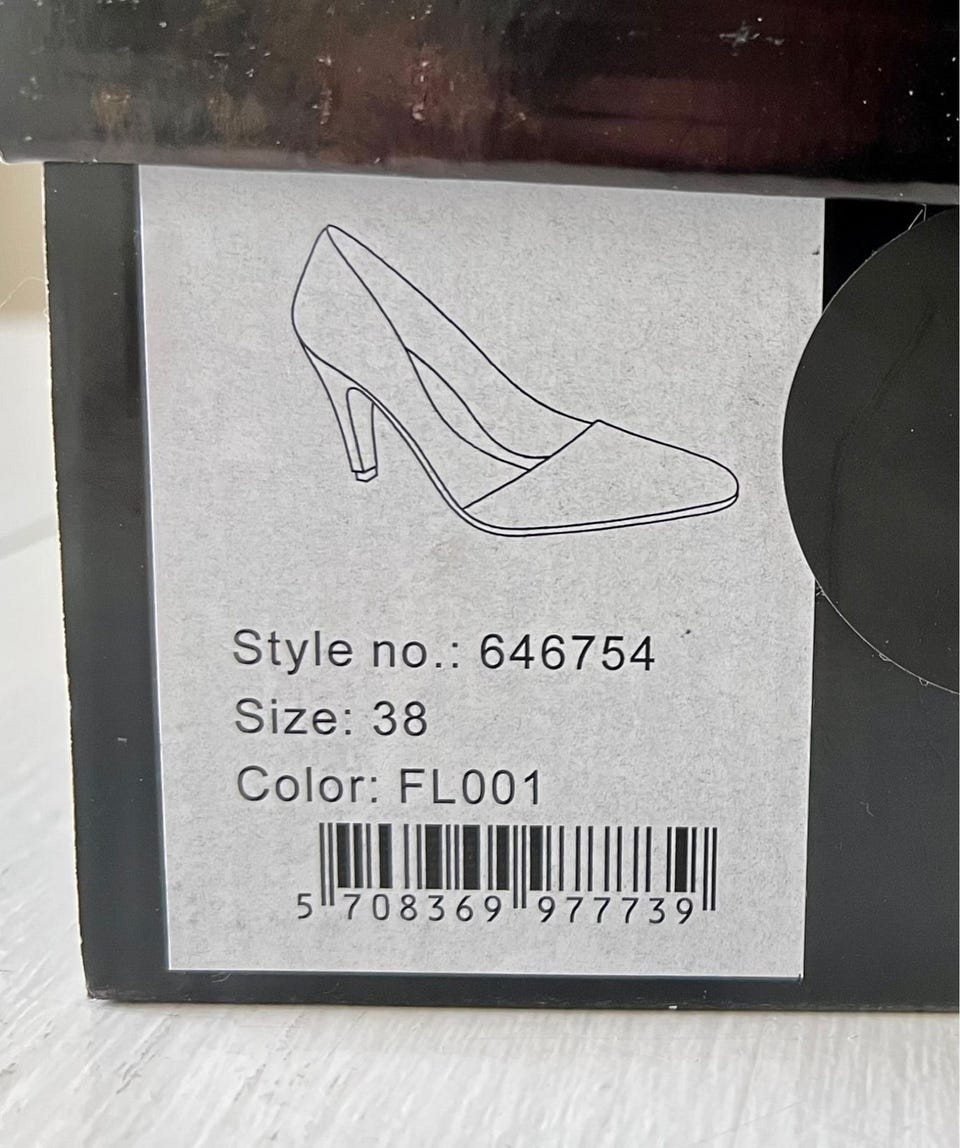 Style no.: 646754
Size: 38
Color: FL001
5 708369 977739